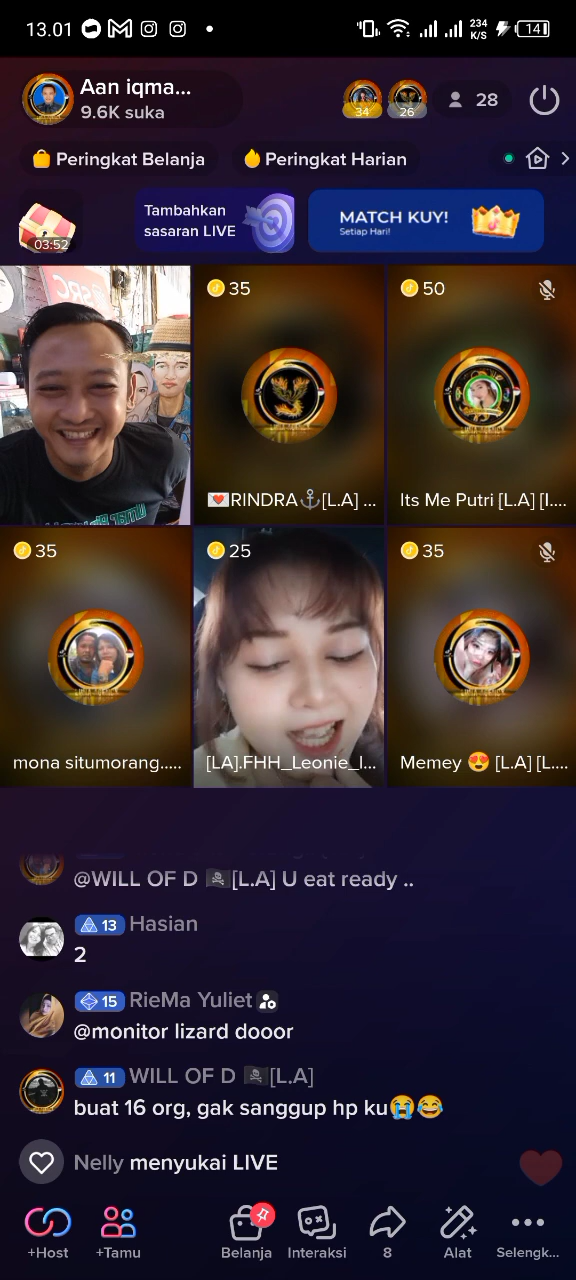 13.01
234
K/S
14
Aan iqma...
9.6K suka
34
26
28
Peringkat Belanja
Peringkat Harian
03:52
Tambahkan
sasaran LIVE
MATCH KUY!
Setiap Hari!
SRC
35
50
💌RINDRA⚓[L.A] ...
Its Me Putri [L.A] [I....
35
25
35
mona situmorang.....
[LA].FHH_Leonie_l...
Memey 😍 [L.A] [L....
@WILL OF D 🏴‍☠️[L.A] U eat ready ..
13 Hasian
2
15 RieMa Yuliet
@monitor lizard dooor
11 WILL OF D 🏴‍☠️[L.A]
buat 16 org, gak sanggup hp ku😭😂
Nelly menyukai LIVE
+Host
+Tamu
Belanja
Interaksi
8
Alat
Selengk...